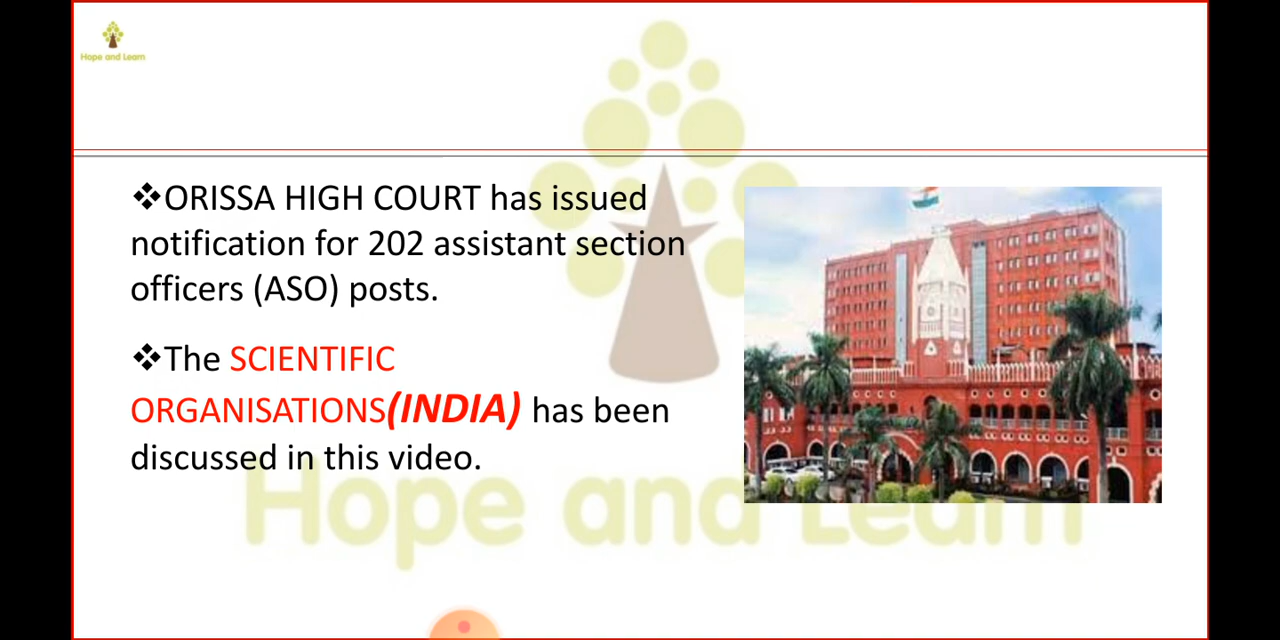 Hope and Learn
❖ORISSA HIGH COURT has issued
notification for 202 assistant section
officers (ASO) posts.
❖The SCIENTIFIC
ORGANISATIONS(INDIA) has been
discussed in this video.
Hope and Learn